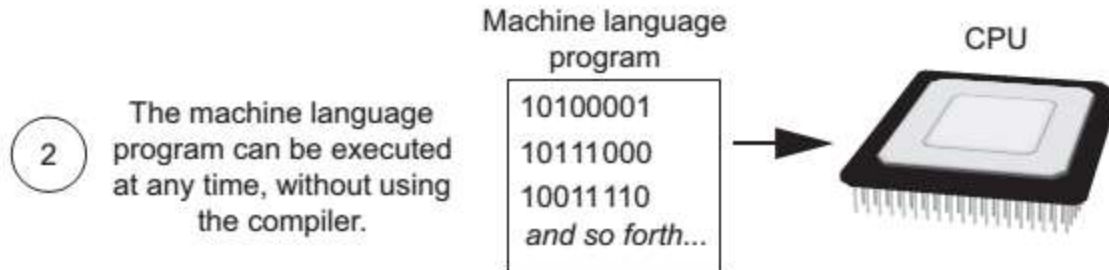 2
The machine language
program can be executed
at any time, without using
the compiler.
Machine language
program
10100001
10111000
10011110
and so forth...
CPU